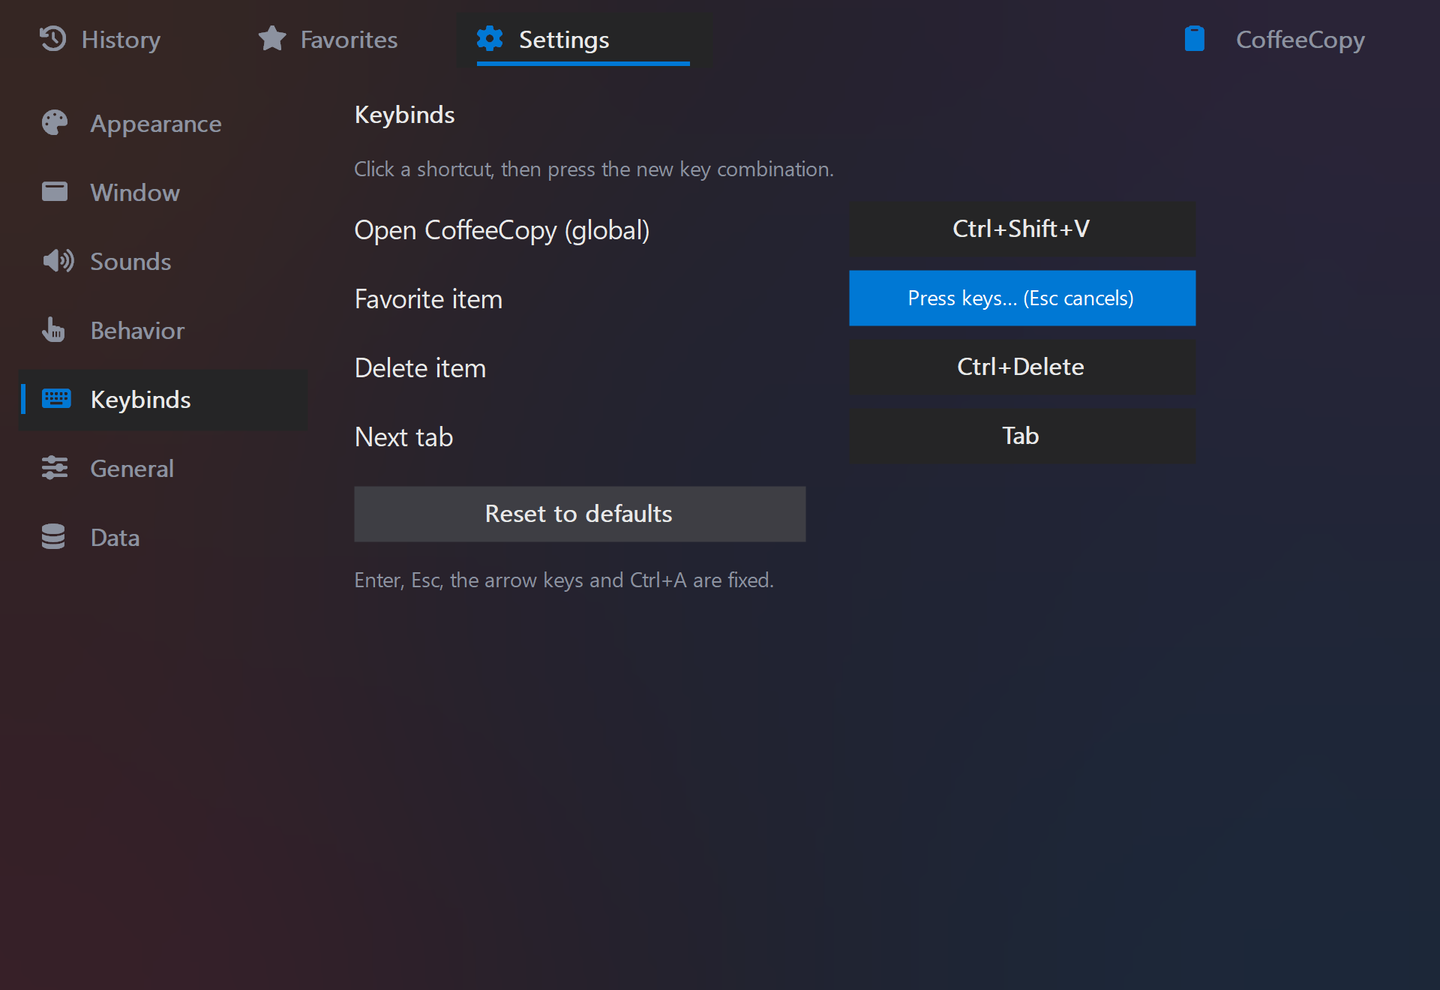 History
Favorites
Settings
CoffeeCopy
Appearance
Window
Sounds
Behavior
Keybinds
General
Data
Keybinds
Click a shortcut, then press the new key combination.
Open CoffeeCopy (global)
Ctrl+Shift+V
Favorite item
Press keys... (Esc cancels)
Delete item
Ctrl+Delete
Next tab
Tab
Reset to defaults
Enter, Esc, the arrow keys and Ctrl+A are fixed.